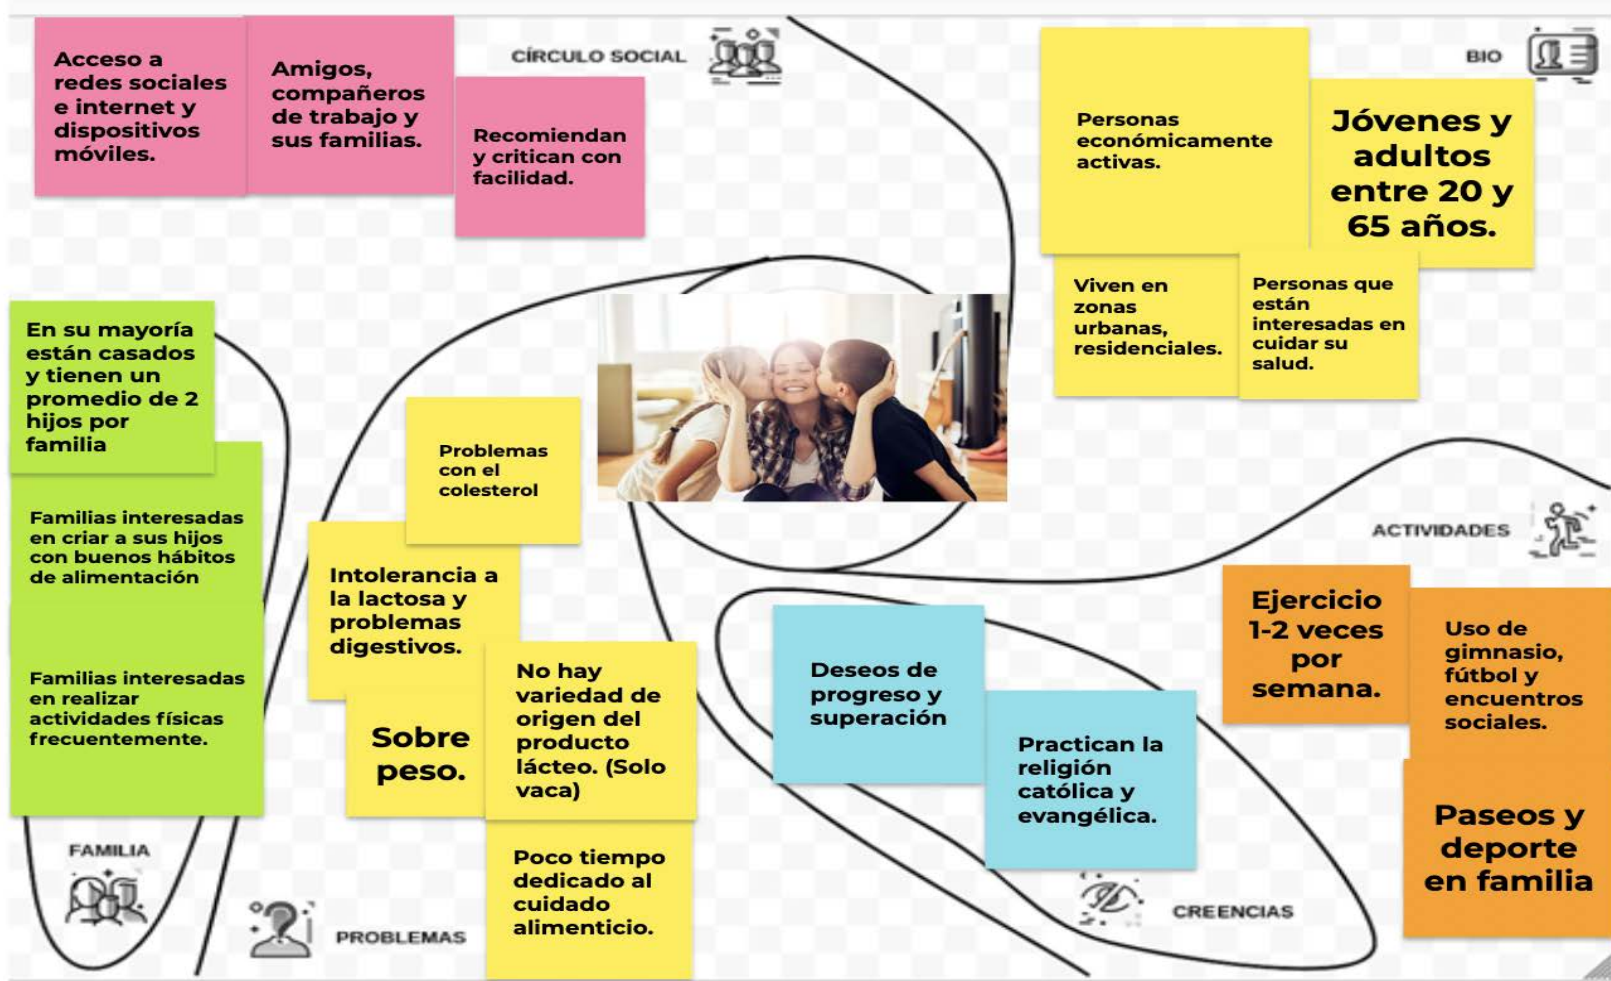 Acceso a
redes sociales
e internet y
dispositivos
móviles.
Amigos,
compañeros
de trabajo y
sus familias.
CÍRCULO SOCIAL
Recomiendan
y critican con
facilidad.
BIO
Personas
económicamente
activas.
Jóvenes y
adultos
entre 20 y
65 años.
Viven en
zonas
urbanas,
residenciales.
Personas que
están
interesadas en
cuidar su
salud.
En su mayoría
están casados
y tienen un
promedio de 2
hijos por
familia
Familias interesadas
en criar a sus hijos
con buenos hábitos
de alimentación
Familias interesadas
en realizar
actividades físicas
frecuentemente.
FAMILIA
Problemas
con el
colesterol
Intolerancia a
la lactosa y
problemas
digestivos.
Sobre
peso.
No hay
variedad de
origen del
producto
lácteo. (Solo
vaca)
Poco tiempo
dedicado al
cuidado
alimenticio.
PROBLEMAS
Deseos de
progreso y
superación
Practican la
religión
católica y
evangélica.
CREENCIAS
ACTIVIDADES
Ejercicio
1-2 veces
por
semana.
Uso de
gimnasio,
fútbol y
encuentros
sociales.
Paseos y
deporte
en familia